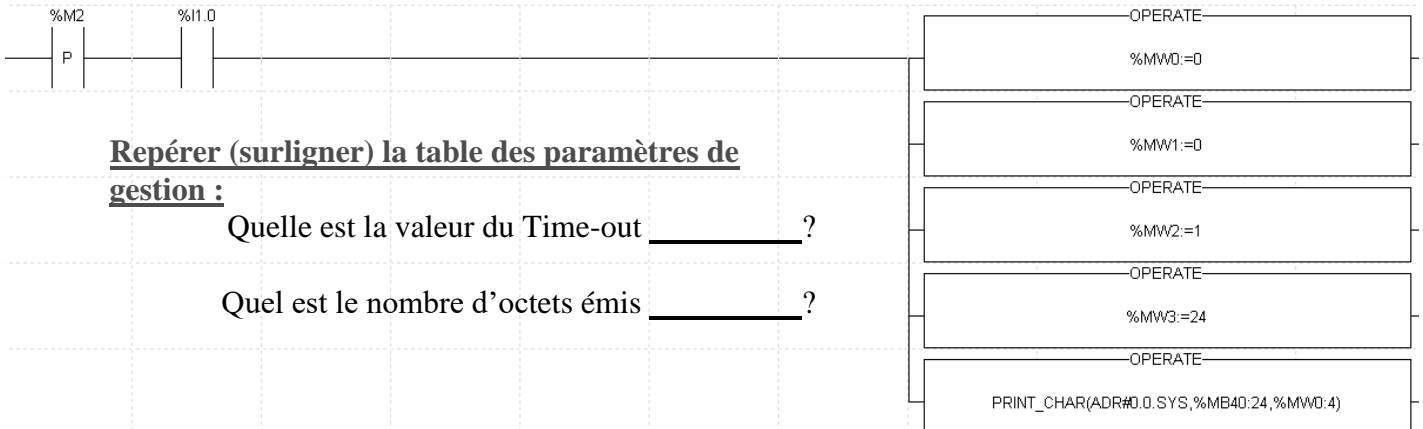 %M2
%I1.0
P
OPERATE
%MW0:=0
OPERATE
%MW1:=0
Repérer (surligner) la table des paramètres de
gestion :
OPERATE
Quelle est la valeur du Time-out __________?
%MW2:=1
OPERATE
Quel est le nombre d’octets émis __________?
%MW3:=24
OPERATE
PRINT_CHAR(ADR#0.0.SYS,%MB40:24,%MW0:4)